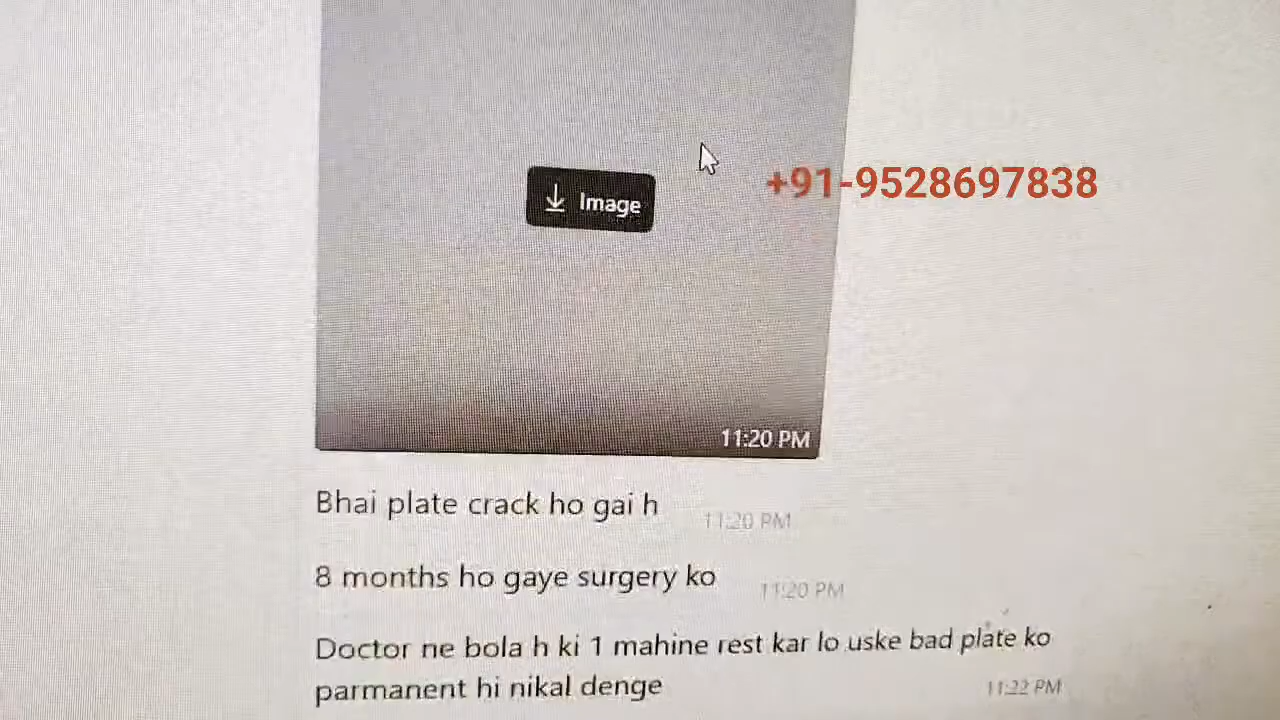 Image
+91-9528697838
11:20 PM
Bhai plate crack ho gai h
11:20 PM
8 months ho gaye surgery ko
11:20 PM
Doctor ne bola h ki 1 mahine rest kar lo uske bad plate ko
parmanent hi nikal denge
11:22 PM